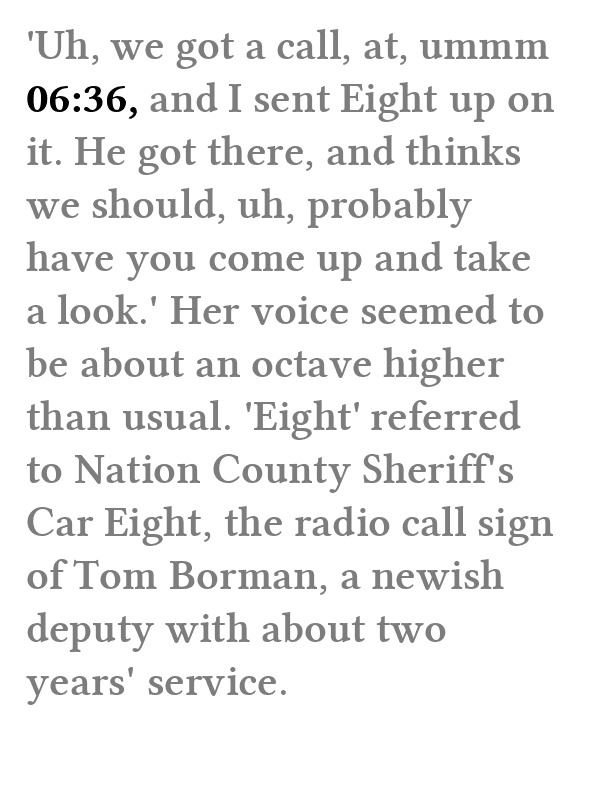 'Uh, we got a call, at, ummm
06:36, and I sent Eight up on
it. He got there, and thinks
we should, uh, probably
have you come up and take
a look.' Her voice seemed to
be about an octave higher
than usual. 'Eight' referred
to Nation County Sheriff's
Car Eight, the radio call sign
of Tom Borman, a newish
deputy with about two
years' service.